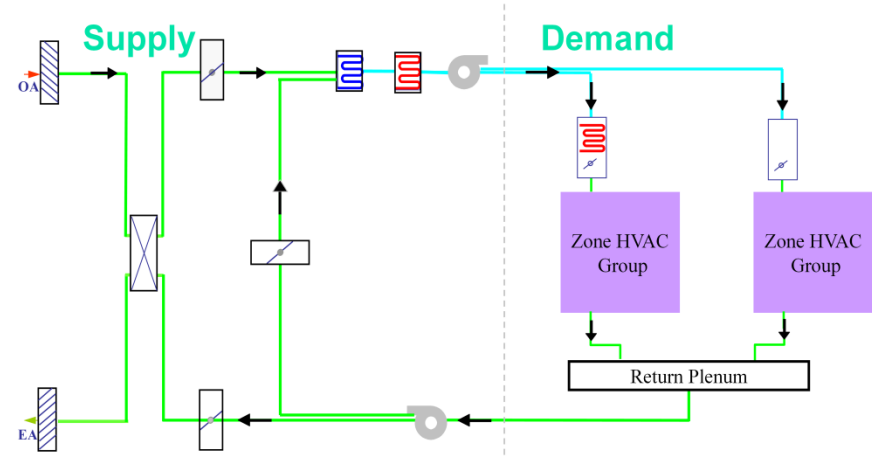 Supply
Demand
OA
Zone HVAC
Group
Zone HVAC
Group
Return Plenum
EA